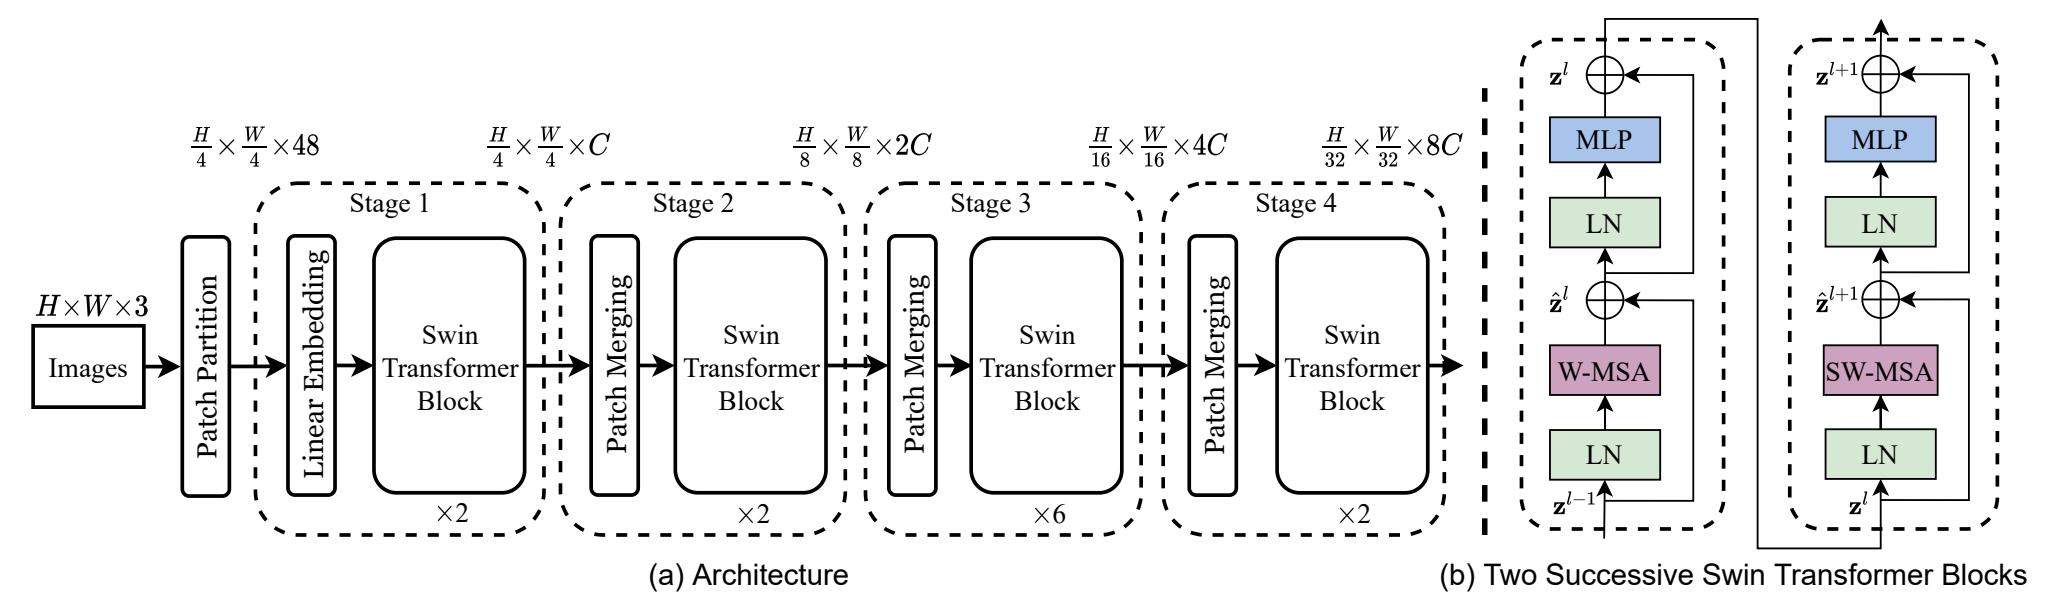 H×W×3
Images
Patch Partition
H/4 × W/4 × 48
Stage 1
Linear Embedding
Swin
Transformer
Block
×2
H/4 × W/4 × C
Stage 2
Patch Merging
Swin
Transformer
Block
×2
H/8 × W/8 × 2C
Stage 3
Patch Merging
Swin
Transformer
Block
×6
H/16 × W/16 × 4C
Stage 4
Patch Merging
Swin
Transformer
Block
×2
H/32 × W/32 × 8C
(a) Architecture
z^l
MLP
LN
ẑ^l
W-MSA
LN
z^{l−1}
z^{l+1}
MLP
LN
ẑ^{l+1}
SW-MSA
LN
z^l
(b) Two Successive Swin Transformer Blocks